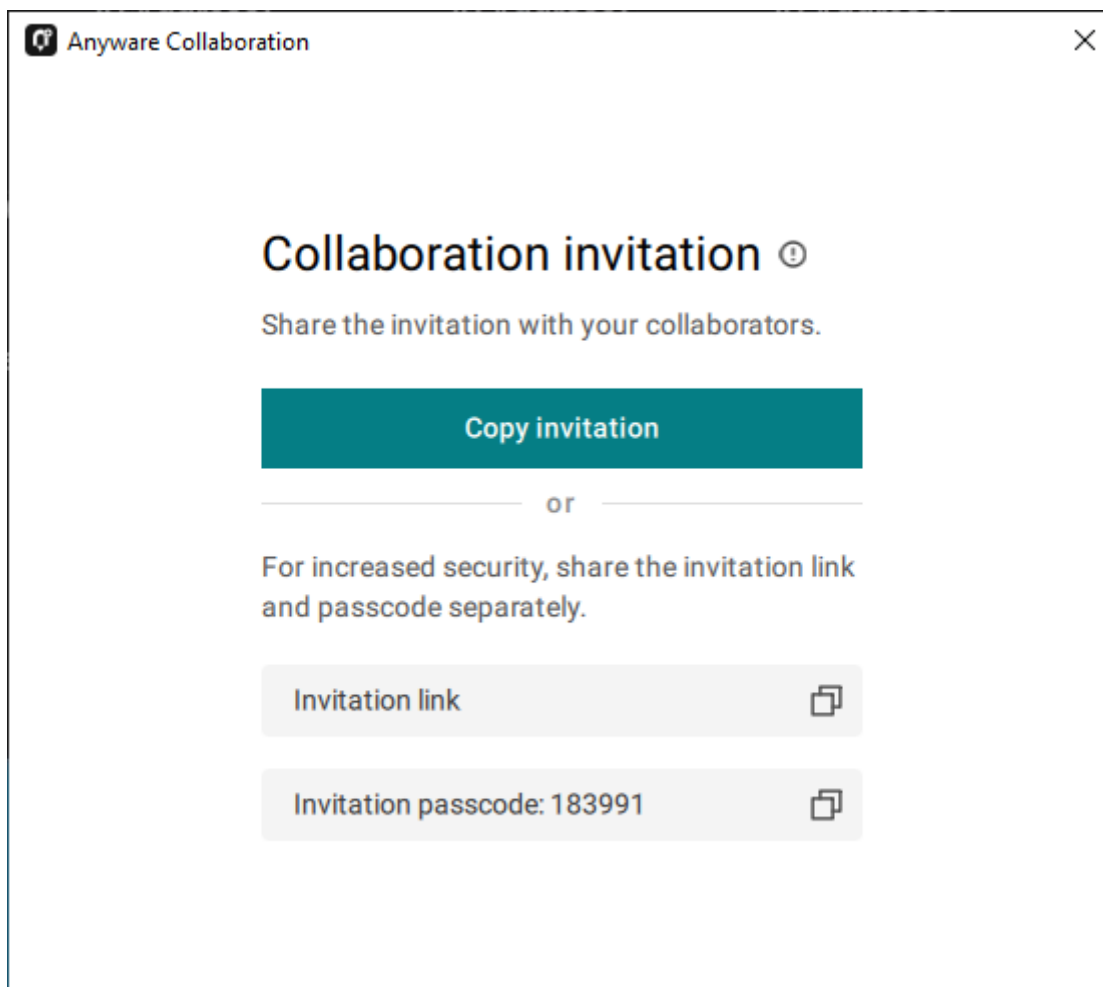 Anyware Collaboration
Collaboration invitation
Share the invitation with your collaborators.
Copy invitation
or
For increased security, share the invitation link
and passcode separately.
Invitation link
Invitation passcode: 183991